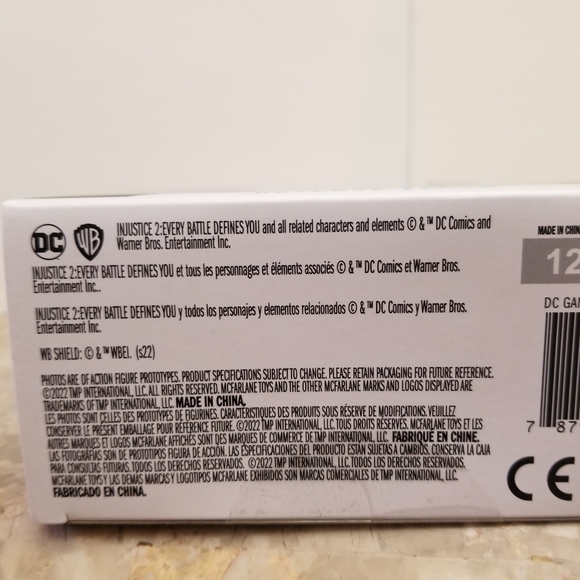 DC WB
INJUSTICE 2:EVERY BATTLE DEFINES YOU and all related characters and elements © & ™ DC Comics and
Warner Bros. Entertainment Inc.
INJUSTICE 2:EVERY BATTLE DEFINES YOU et tous les personnages et éléments associés © & ™ DC Comics et Warner Bros.
Entertainment Inc..
INJUSTICE 2:EVERY BATTLE DEFINES YOU y todos los personajes y elementos relacionados © & ™ DC Comics y Warner Bros.
Entertainment Inc.
WB SHIELD: © & ™ WBEI. (s22)
PHOTOS ARE OF ACTION FIGURE PROTOTYPES. PRODUCT SPECIFICATIONS SUBJECT TO CHANGE. PLEASE RETAIN PACKAGING FOR FUTURE REFERENCE.
©2022 TMP INTERNATIONAL, LLC. ALL RIGHTS RESERVED. MCFARLANE TOYS AND THE OTHER MCFARLANE MARKS AND LOGOS DISPLAYED ARE
TRADEMARKS OF TMP INTERNATIONAL, LLC. MADE IN CHINA.
LES PHOTOS SONT CELLES DES PROTOTYPES DE FIGURINES. CARACTERISTIQUES DES PRODUITS SOUS RÉSERVE DE MODIFICATIONS. VEUILLEZ
CONSERVER LE PRESENT EMBALLAGE POUR RÉFÉRENCE FUTURE. ©2022 TMP INTERNATIONAL, LLC. TOUS DROITS RESERVES. MCFARLANE TOYS ET LES
AUTRES MARQUES ET LOGOS MCFARLANE AFFICHÉS SONT DES MARQUES DE COMMERCE DE TMP INTERNATIONAL, LLC. FABRIQUÉ EN CHINE.
LAS FOTOGRAFÍAS SON DE PROTOTIPOS FIGURA DE ACCIÓN. LAS ESPECIFICACIONES DEL PRODUCTO ESTÁN SUJETAS A CAMBIOS. CONSERVA LA CAJA
PARA CONSULTAS FUTURAS. TODOS LOS DERECHOS RESERVADOS. ©2022 TMP INTERNATIONAL, LLC. TODOS LOS DERECHOS RESERVADOS.
MCFARLANE TOYS Y LAS DEMAS MARCAS Y LOGOTIPOS MCFARLANE EXHIBIDOS SON MARCAS COMERCIALES DE TMP INTERNATIONAL, LLC.
FABRICADO EN CHINA.
MADE IN CHIN
12
DC GA
7 87
CE